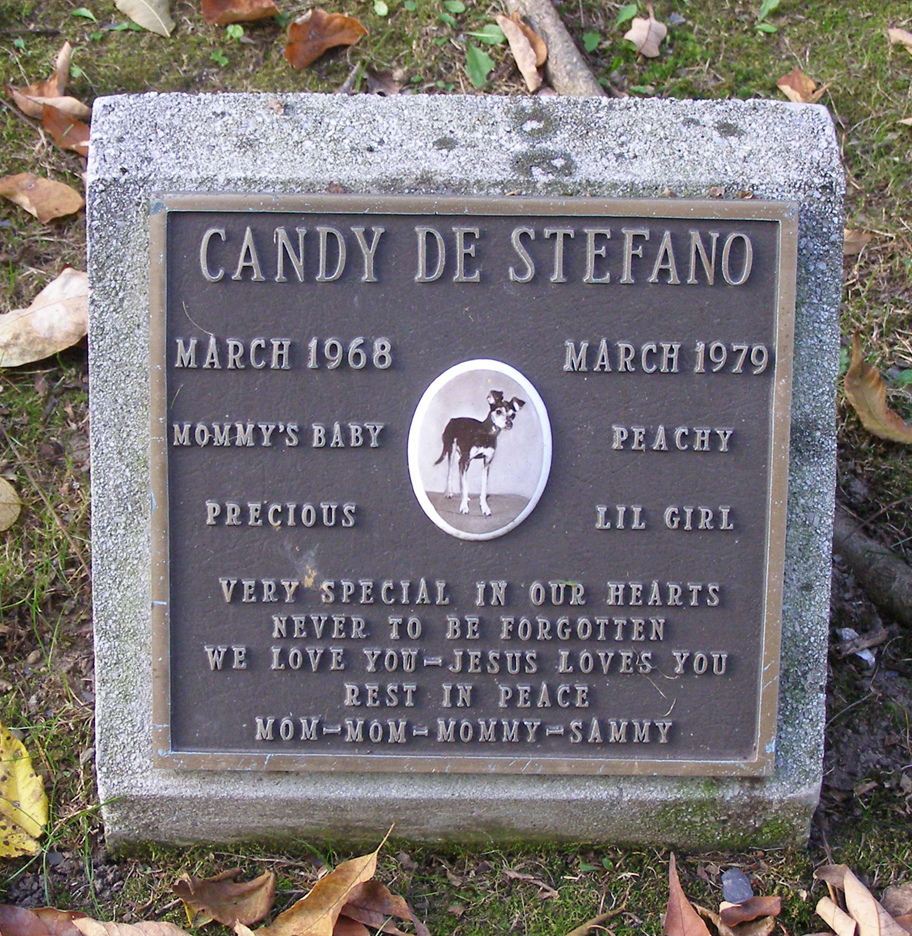 CANDY DE STEFANO
MARCH 1968 MARCH 1979
MOMMY'S BABY PEACHY
PRECIOUS LIL GIRL
VERY SPECIAL IN OUR HEARTS
NEVER TO BE FORGOTTEN
WE LOVE YOU-JESUS LOVES YOU
REST IN PEACE
MOM-MOM-MOMMY-SAMMY